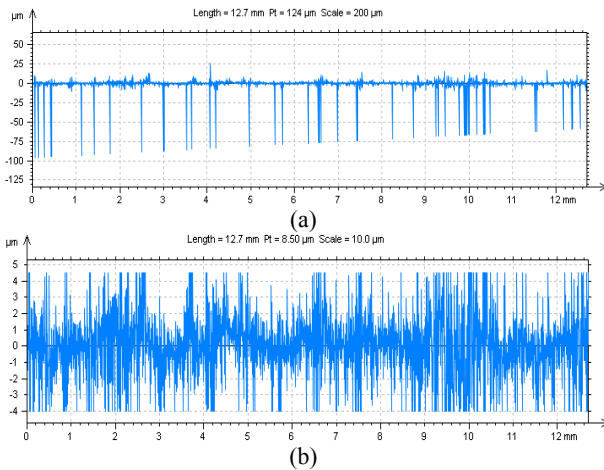 Length = 12.7 mm Pt = 124 µm Scale = 200 µm
µm
50
25
0
-25
-50
-75
-100
-125
0 1 2 3 4 5 6 7 8 9 10 11 12 mm
(a)
Length = 12.7 mm Pt = 8.50 µm Scale = 10.0 µm
µm
5
4
3
2
1
0
-1
-2
-3
-4
0 1 2 3 4 5 6 7 8 9 10 11 12 mm
(b)